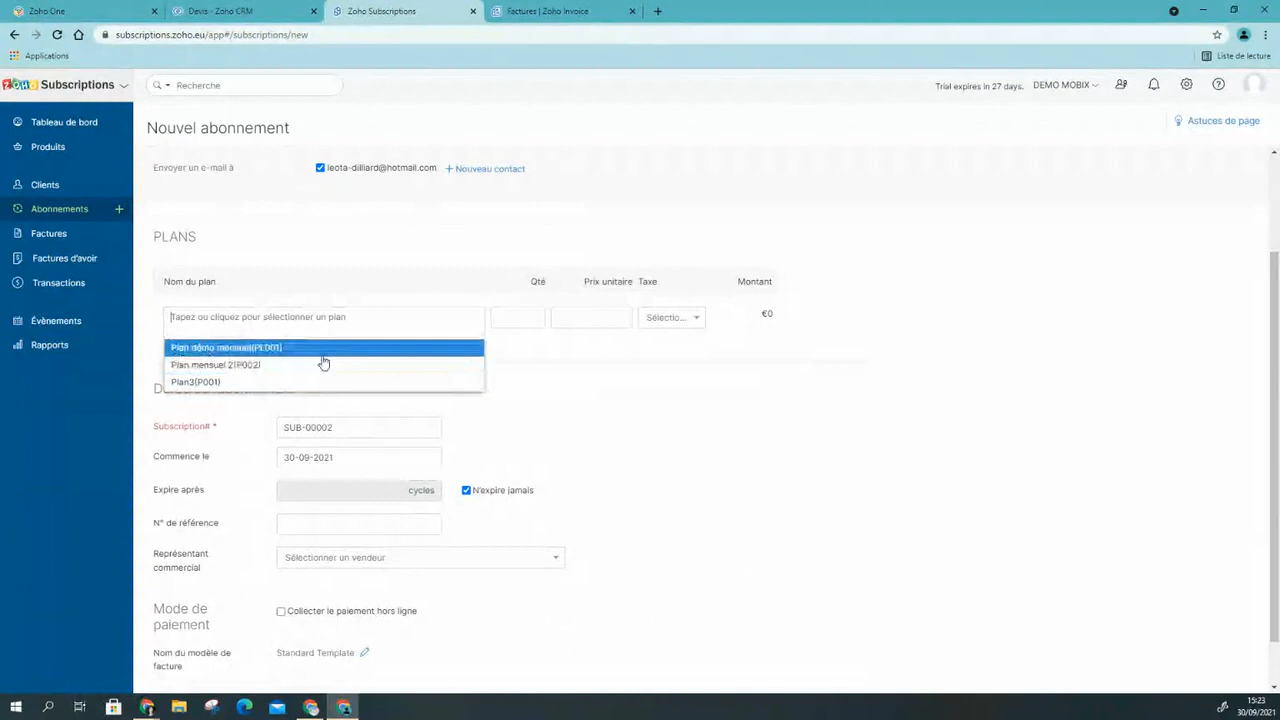 Zoho One
Devis - Zoho CRM
Zoho Subscriptions
Factures | Zoho Invoice
subscriptions.zoho.eu/app#/subscriptions/new
Applications
Liste de lecture
ZOHO Subscriptions
Recherche
Trial expires in 27 days.
DEMO MOBIX
Tableau de bord
Produits
Clients
Abonnements +
Factures
Factures d'avoir
Transactions
Évènements
Rapports
Nouvel abonnement
Astuces de page
Envoyer un e-mail à
leota-dilliard@hotmail.com
+ Nouveau contact
PLANS
Nom du plan
Qté
Prix unitaire
Taxe
Montant
Tapez ou cliquez pour sélectionner un plan
Sélectio...
€0
Plan démo mensuel(PLD01)
Plan mensuel 2(P002)
Plan3(P001)
Subscription# *
SUB-00002
Commence le
30-09-2021
Expire après
cycles
N'expire jamais
N° de référence
Représentant
commercial
Sélectionner un vendeur
Mode de
paiement
Collecter le paiement hors ligne
Nom du modèle de
facture
Standard Template
15:23
30/09/2021